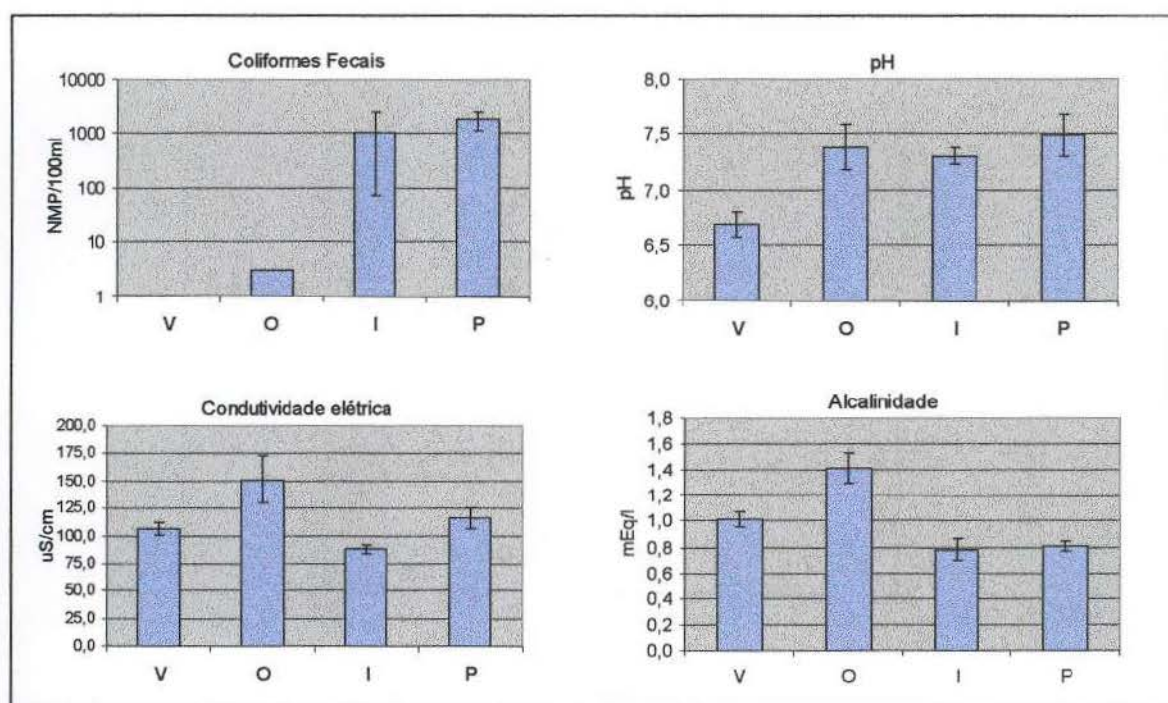 Coliformes Fecais
10000
1000
100
10
1
NMP/100ml
V O I P
pH
8,0
7,5
7,0
6,5
6,0
pH
V O I P
Condutividade elétrica
200,0
175,0
150,0
125,0
100,0
75,0
50,0
25,0
0,0
uS/cm
V O I P
Alcalinidade
1,8
1,6
1,4
1,2
1,0
0,8
0,6
0,4
0,2
0,0
mEq/l
V O I P